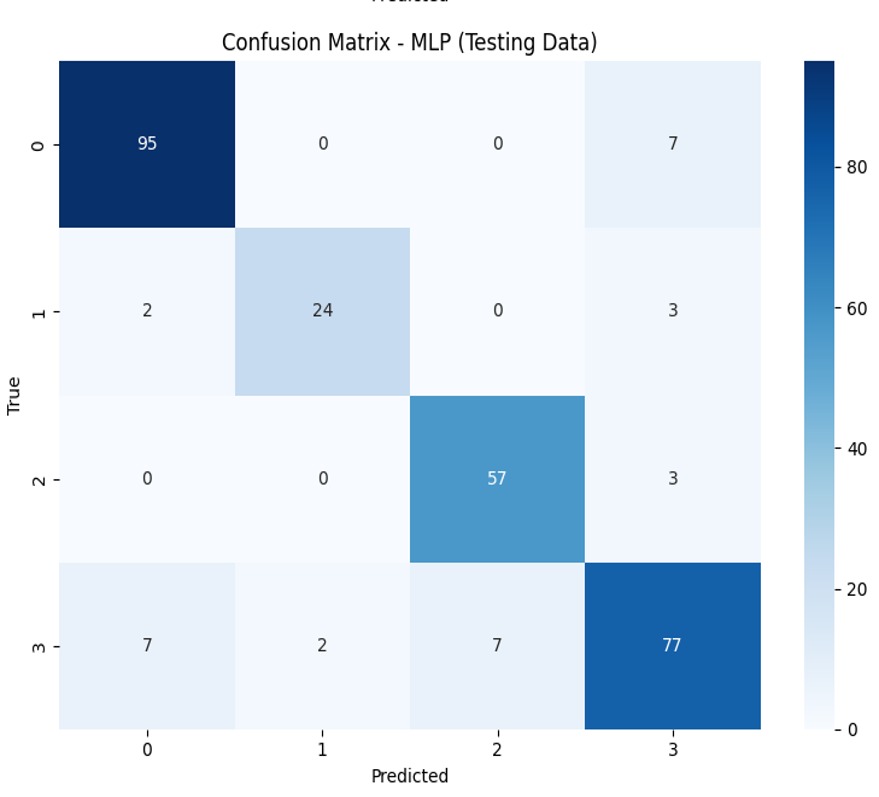 Predicted
Confusion Matrix - MLP (Testing Data)
0 95 0 0 7
1 2 24 0 3
2 0 0 57 3
3 7 2 7 77
0 1 2 3
Predicted
True
80
60
40
20
0